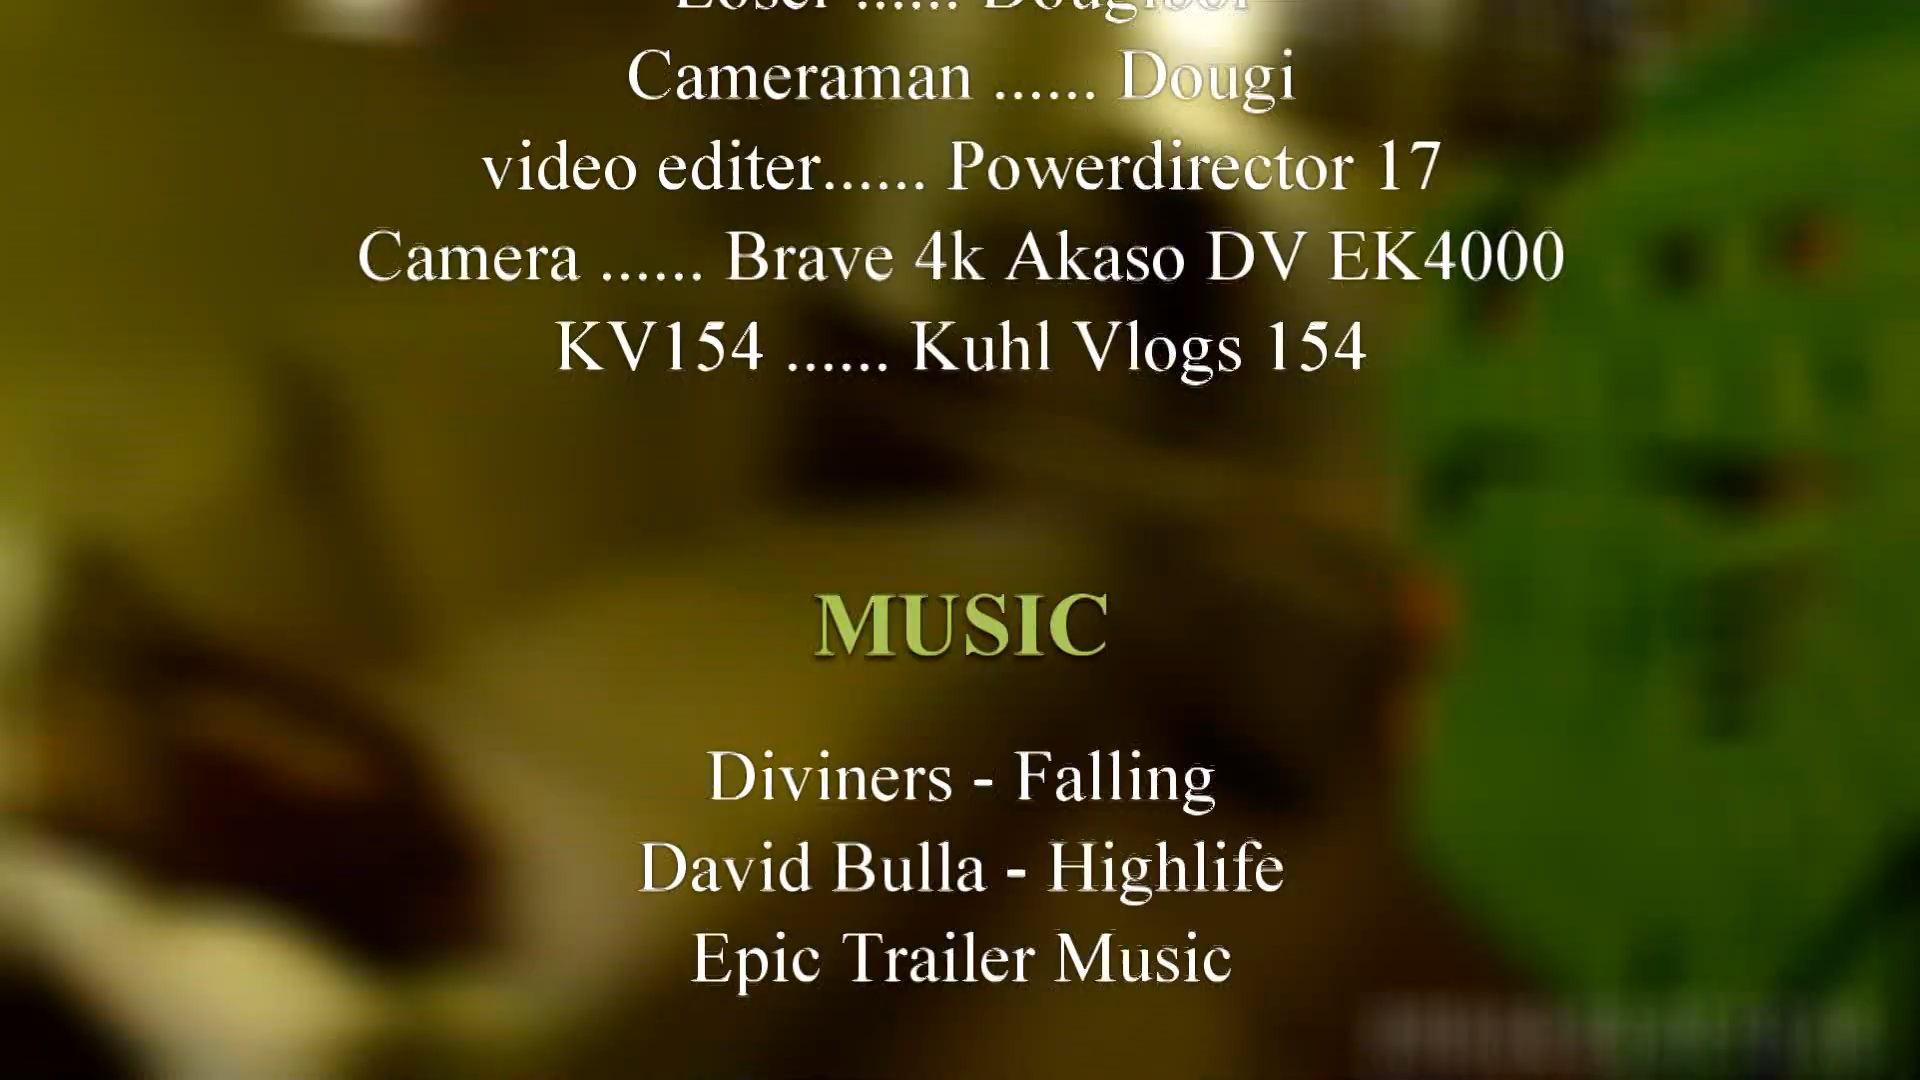 Loser ......
Cameraman ...... Dougi
video editer...... Powerdirector 17
Camera ...... Brave 4k Akaso DV EK4000
KV154 ...... Kuhl Vlogs 154
MUSIC
Diviners - Falling
David Bulla - Highlife
Epic Trailer Music